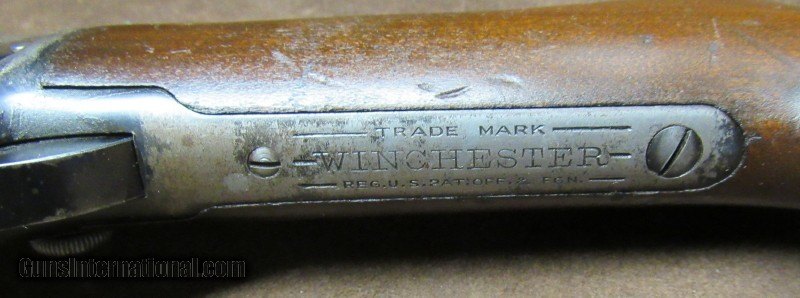 TRADE MARK
-WINCHESTER-
REG. U. S. PAT. OFF. & FGN.
GunsInternational.com